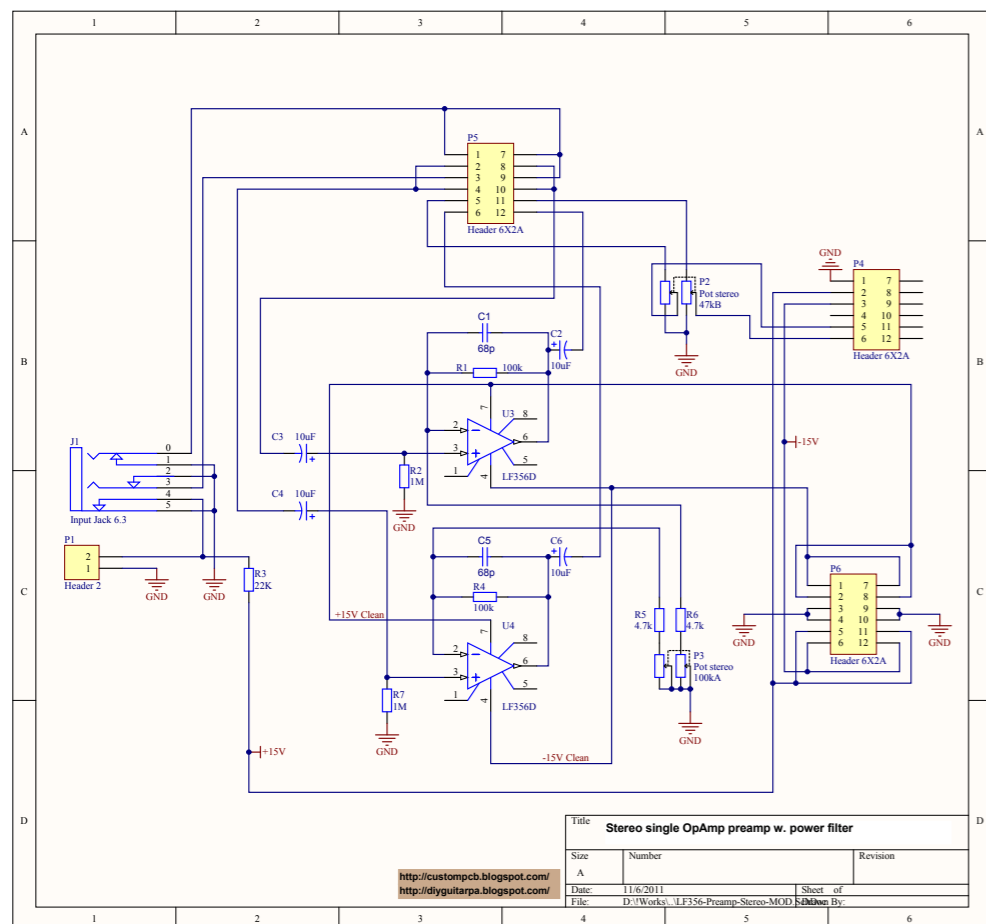 1 2 3 4 5 6
A A
P5
1 7
2 8
3 9
4 10
5 11
6 12
Header 6X2A
GND
P4
1 7
2 8
3 9
4 10
5 11
6 12
Header 6X2A
P2
Pot stereo
47kB
GND
B B
C1
68p
C2
+
10uF
R1 100k
7
U3
8
2
3
6
1
4
5
LF356D
-15V
C3 10uF
+
R2
1M
GND
J1
0
1
2
3
4
5
Input Jack 6.3
C4 10uF
+
P1
2
1
Header 2
GND
GND
R3
22K
C C
C5
68p
C6
+
10uF
R4
100k
+15V Clean
7
U4
8
2
3
6
1
4
5
LF356D
R5
4.7k
R6
4.7k
P3
Pot stereo
100kA
GND
P6
1 7
2 8
3 9
4 10
5 11
6 12
Header 6X2A
GND
GND
R7
1M
GND
+15V
-15V Clean
D D
Title Stereo single OpAmp preamp w. power filter
Size Number Revision
A
Date: 11/6/2011 Sheet of
File: D:\!Works\..\LF356-Preamp-Stereo-MOD. By:
http://custompcb.blogspot.com/
http://diyguitarpa.blogspot.com/
1 2 3 4 5 6